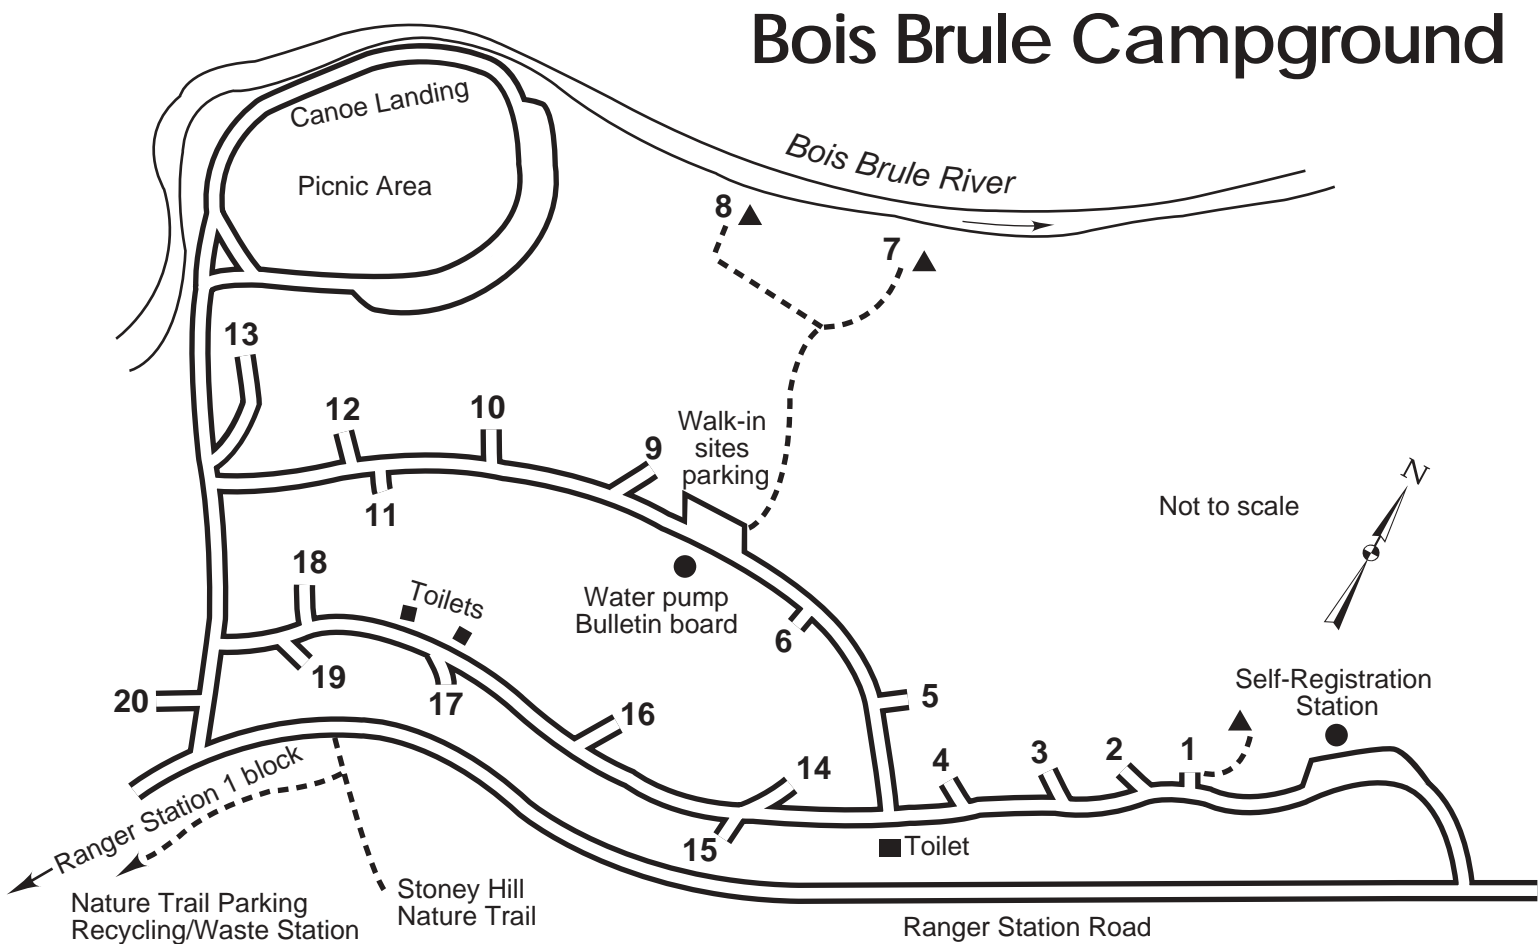 Bois Brule Campground
Canoe Landing
Picnic Area
Bois Brule River
8
7
13
12
10
9
Walk-in
sites
parking
11
N
Not to scale
18
Toilets
Water pump
Bulletin board
6
19
17
20
16
5
Self-Registration
Station
14
4
3
2
1
15
Toilet
Ranger Station 1 block
Nature Trail Parking
Recycling/Waste Station
Stoney Hill
Nature Trail
Ranger Station Road